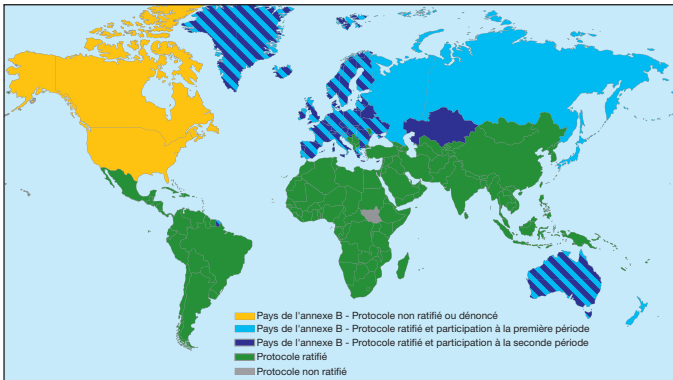 Pays de l'annexe B - Protocole non ratifié ou dénoncé
Pays de l'annexe B - Protocole ratifié et participation à la première période
Pays de l'annexe B - Protocole ratifié et participation à la seconde période
Protocole ratifié
Protocole non ratifié